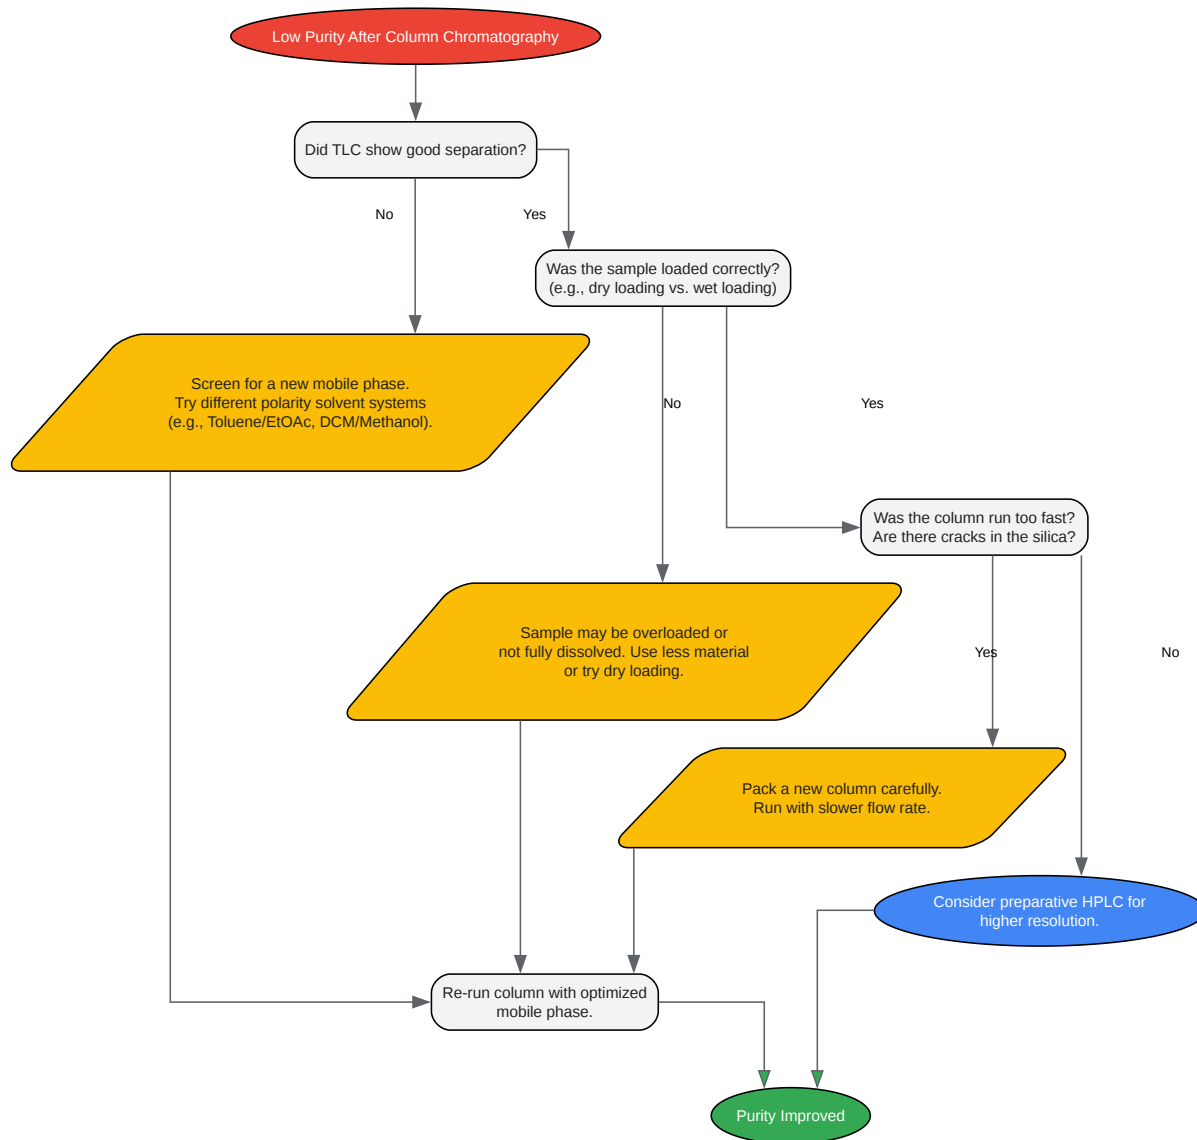 Low Purity After Column Chromatography
Did TLC show good separation?
No
Yes
Was the sample loaded correctly?
(e.g., dry loading vs. wet loading)
Screen for a new mobile phase.
Try different polarity solvent systems
(e.g., Toluene/EtOAc, DCM/Methanol).
No
Yes
Was the column run too fast?
Are there cracks in the silica?
Sample may be overloaded or
not fully dissolved. Use less material
or try dry loading.
Yes
No
Pack a new column carefully.
Run with slower flow rate.
Consider preparative HPLC for
higher resolution.
Re-run column with optimized
mobile phase.
Purity Improved